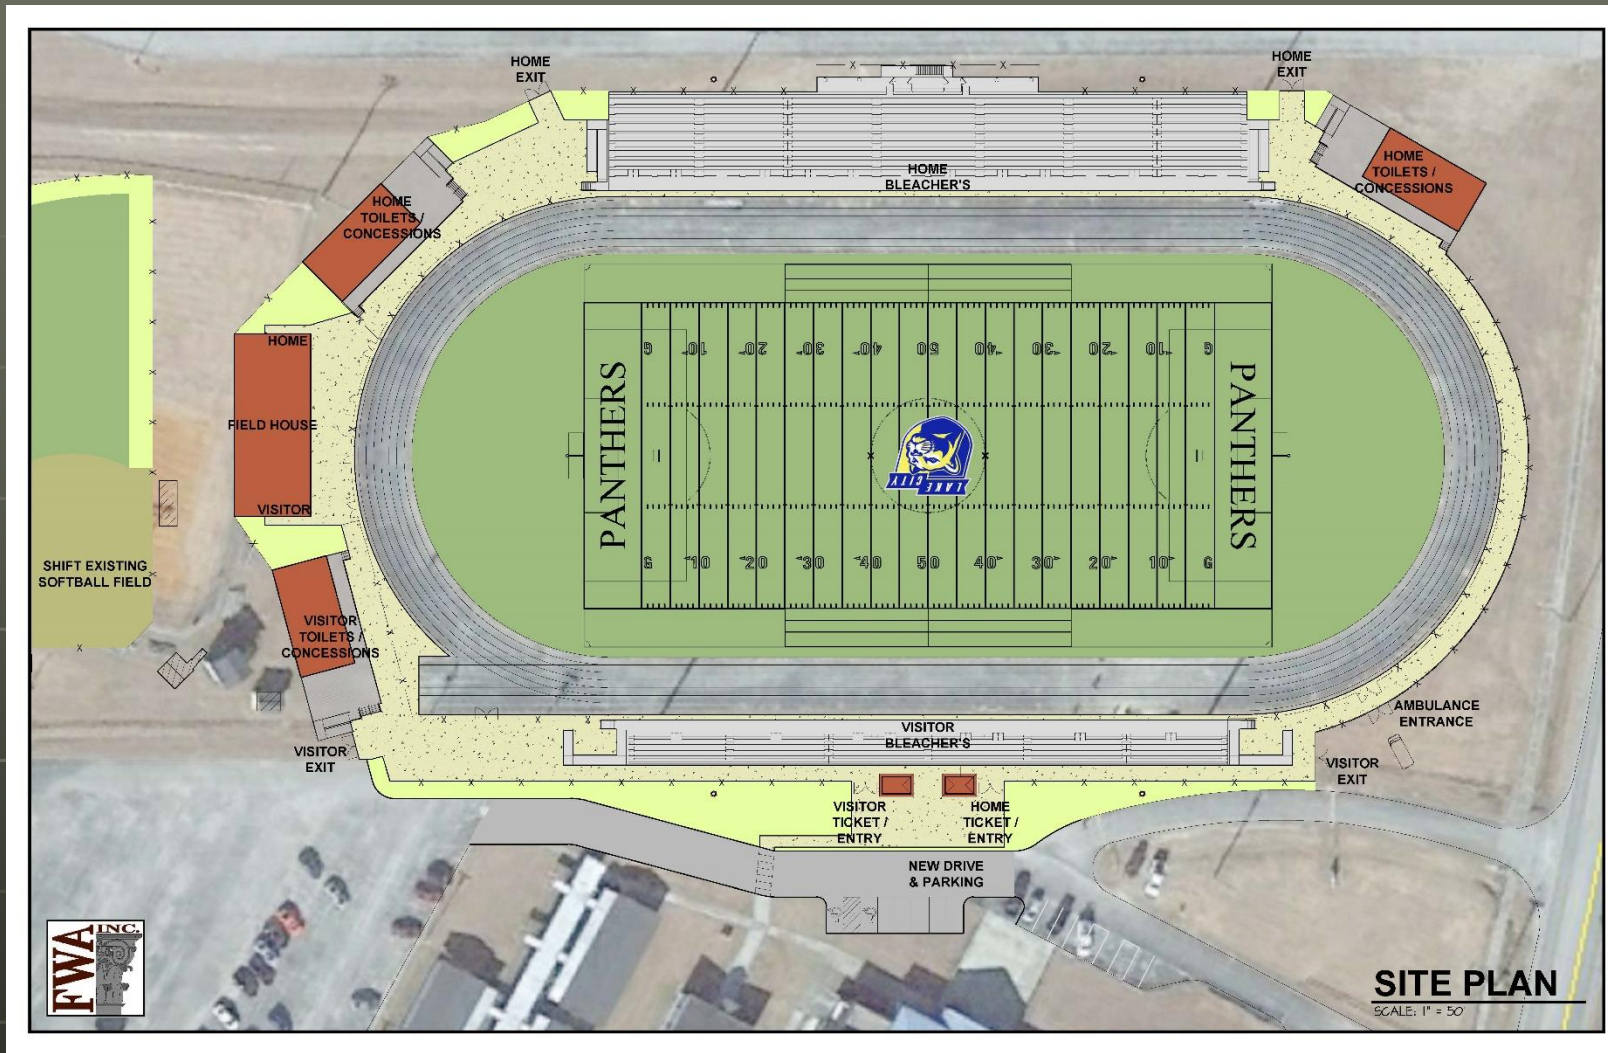 HOME
EXIT
HOME
EXIT
HOME
TOILETS /
CONCESSIONS
HOME
BLEACHER'S
HOME
TOILETS /
CONCESSIONS
HOME
FIELD HOUSE
VISITOR
G 10 20 30 40 50 40 30 20 10 G
PANTHERS
PANTHERS
LAKE CITY
G 10 20 30 40 50 40 30 20 10 G
SHIFT EXISTING
SOFTBALL FIELD
VISITOR
TOILETS /
CONCESSIONS
AMBULANCE
ENTRANCE
VISITOR
BLEACHER'S
VISITOR
EXIT
VISITOR
EXIT
VISITOR
TICKET /
ENTRY
HOME
TICKET /
ENTRY
NEW DRIVE
& PARKING
FWA INC.
SITE PLAN
SCALE: 1" = 50'